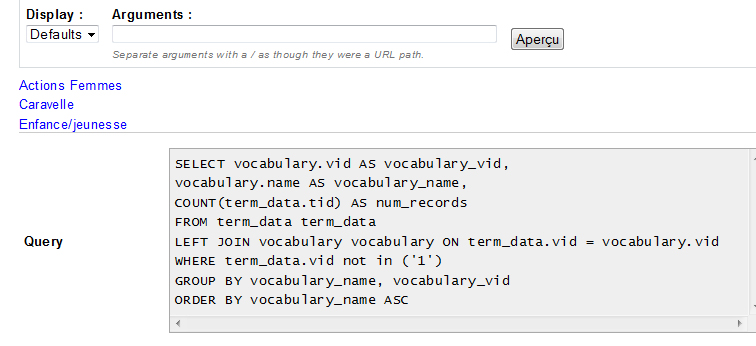 Display : Arguments :
Defaults Aperçu
Separate arguments with a / as though they were a URL path.
Actions Femmes
Caravelle
Enfance/jeunesse
Query
SELECT vocabulary.vid AS vocabulary_vid,
vocabulary.name AS vocabulary_name,
COUNT(term_data.tid) AS num_records
FROM term_data term_data
LEFT JOIN vocabulary vocabulary ON term_data.vid = vocabulary.vid
WHERE term_data.vid not in ('1')
GROUP BY vocabulary_name, vocabulary_vid
ORDER BY vocabulary_name ASC